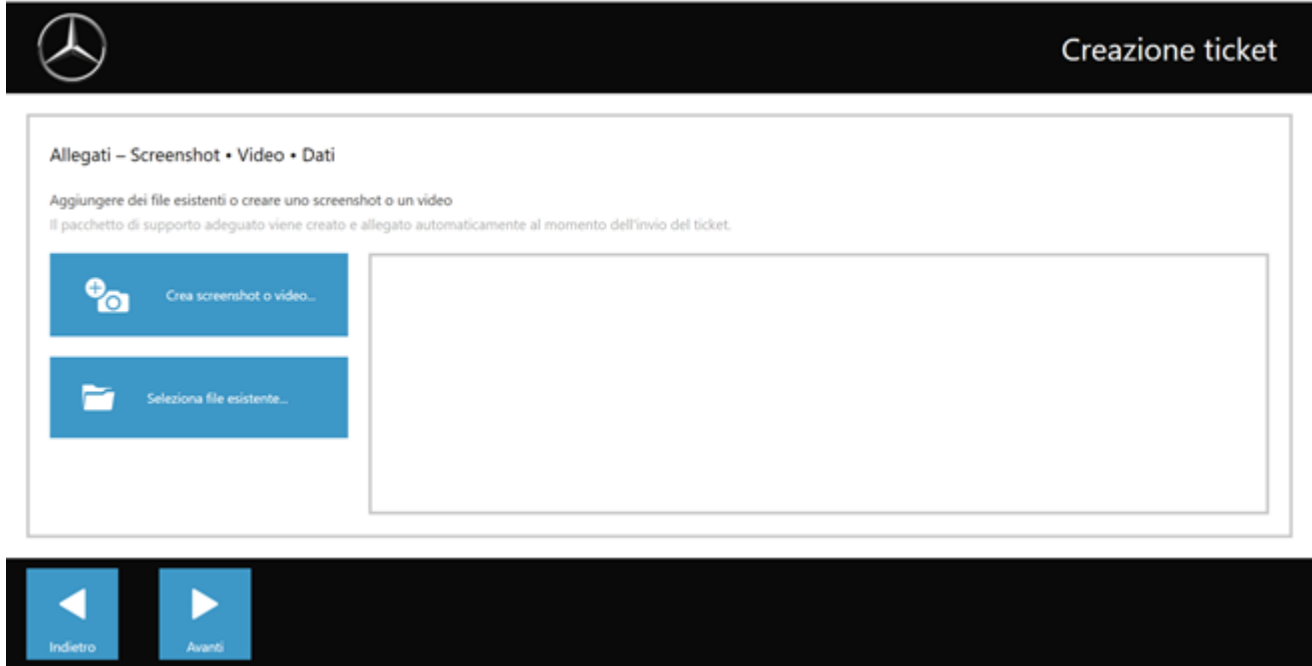 Creazione ticket
Allegati – Screenshot • Video • Dati
Aggiungere dei file esistenti o creare uno screenshot o un video
Il pacchetto di supporto adeguato viene creato e allegato automaticamente al momento dell'invio del ticket.
Crea screenshot o video...
Seleziona file esistente...
Indietro
Avanti